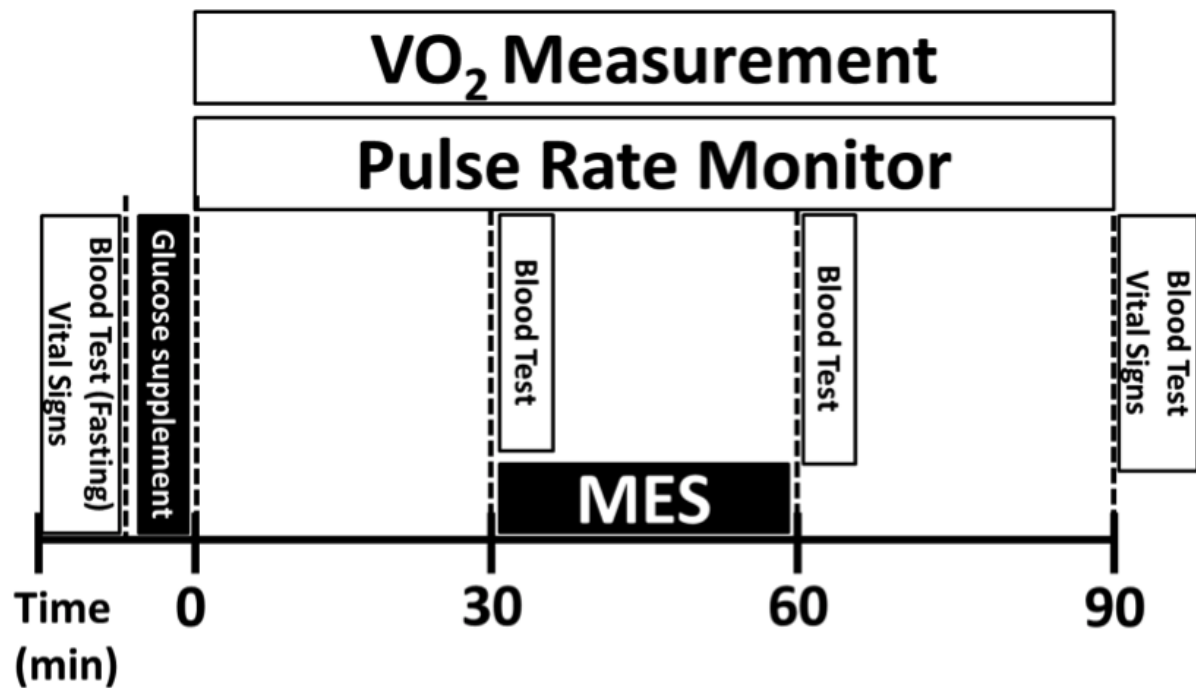 VO₂ Measurement
Pulse Rate Monitor
Blood Test (Fasting)
Vital Signs
Glucose supplement
Blood Test
Blood Test
Blood Test
Vital Signs
MES
0
30
60
90
Time
(min)